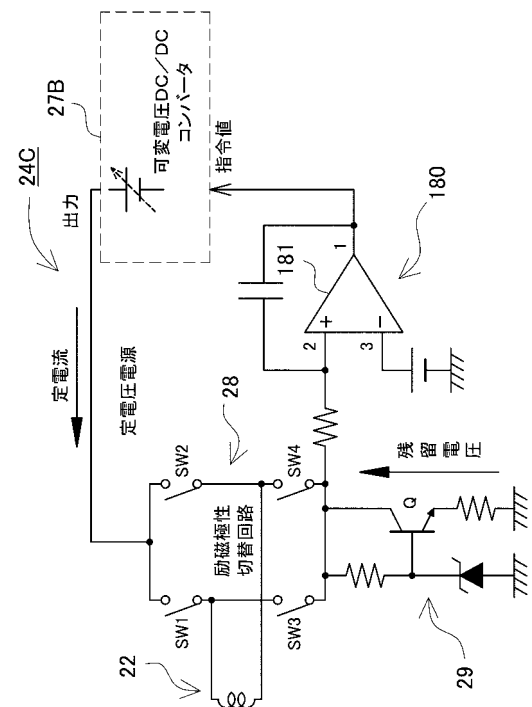 24C
27B
出力
可変電圧DC／DC
コンバータ
指令値
定電流
定電圧電源
SW1
SW2
28
励磁極性
切替回路
22
SW3
SW4
181
1
2
+
3
−
180
残留電圧
Q
29